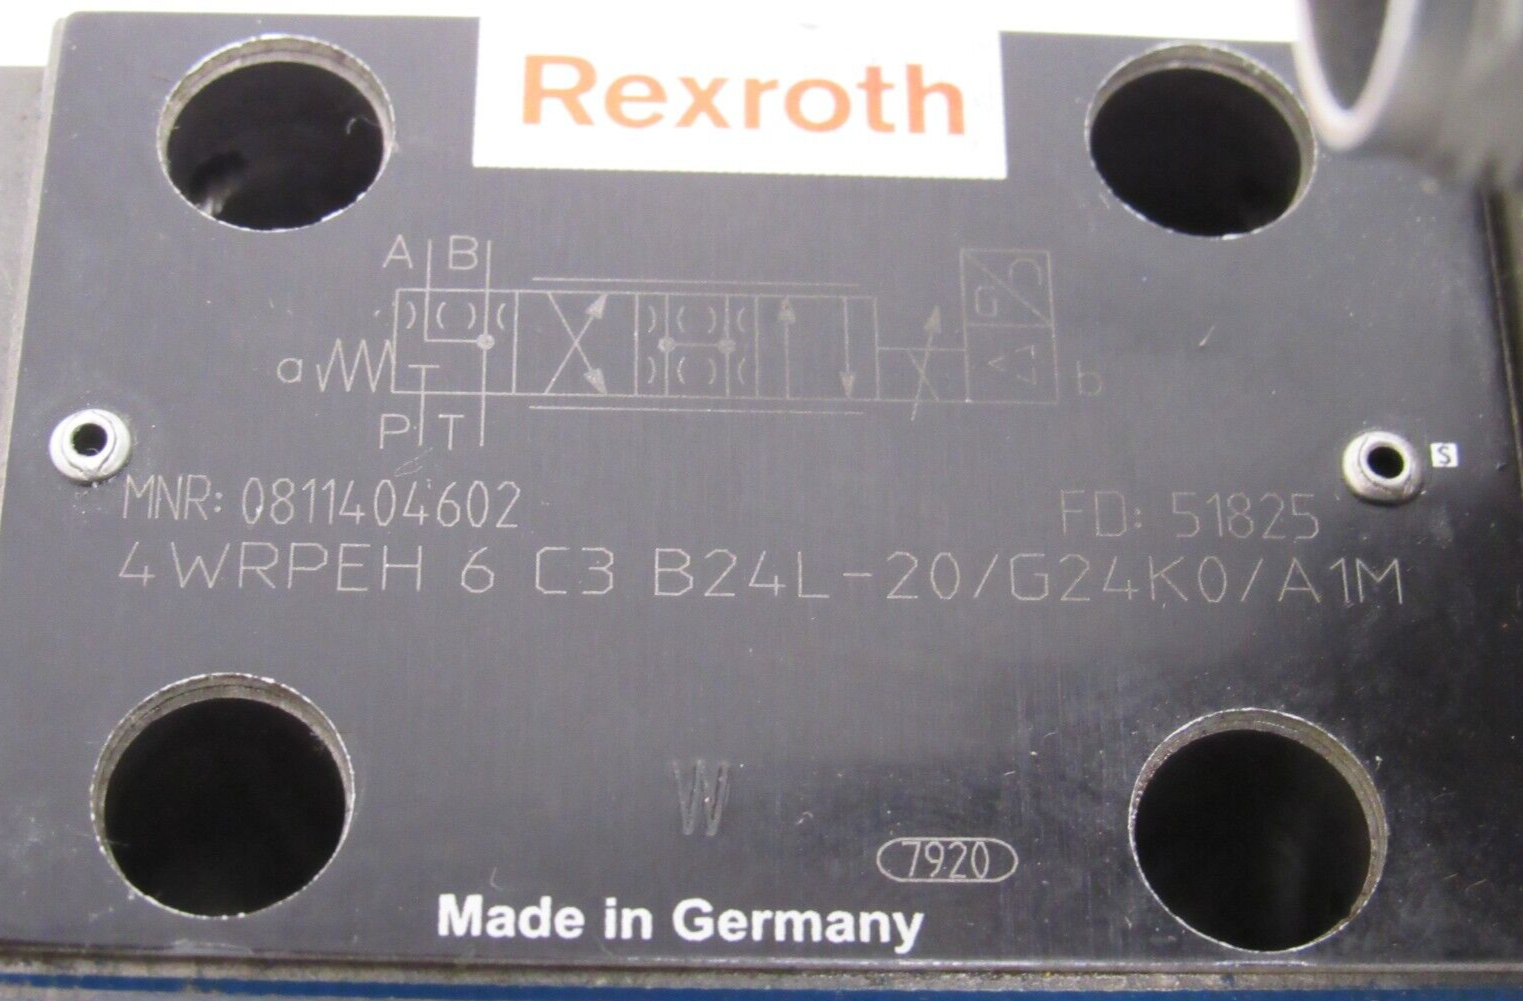 Rexroth
A B
a
b
P T
S
MNR: 0811404602
FD: 51825
4WRPEH 6 C3 B24L-20/G24K0/A1M
W
7920
Made in Germany